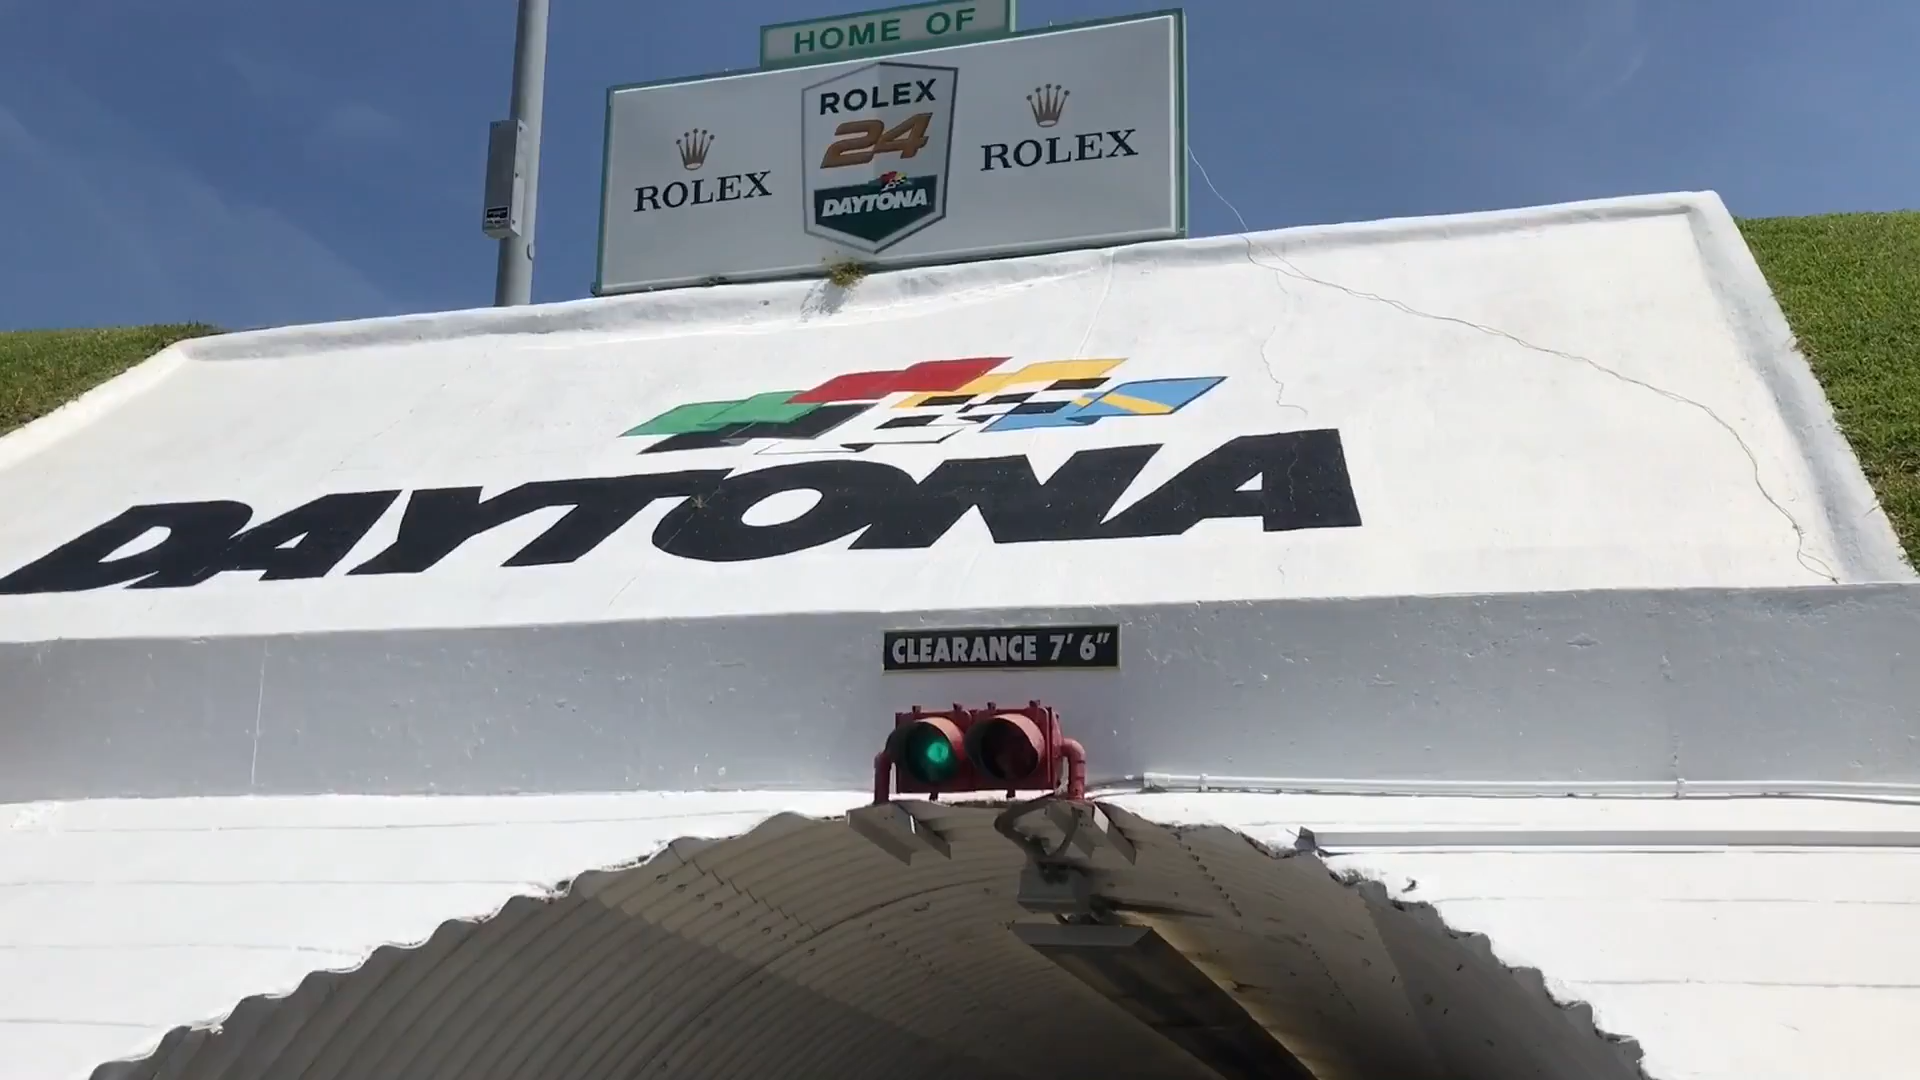 HOME OF
ROLEX
24
DAYTONA
ROLEX
ROLEX
DAYTONA
CLEARANCE 7' 6"